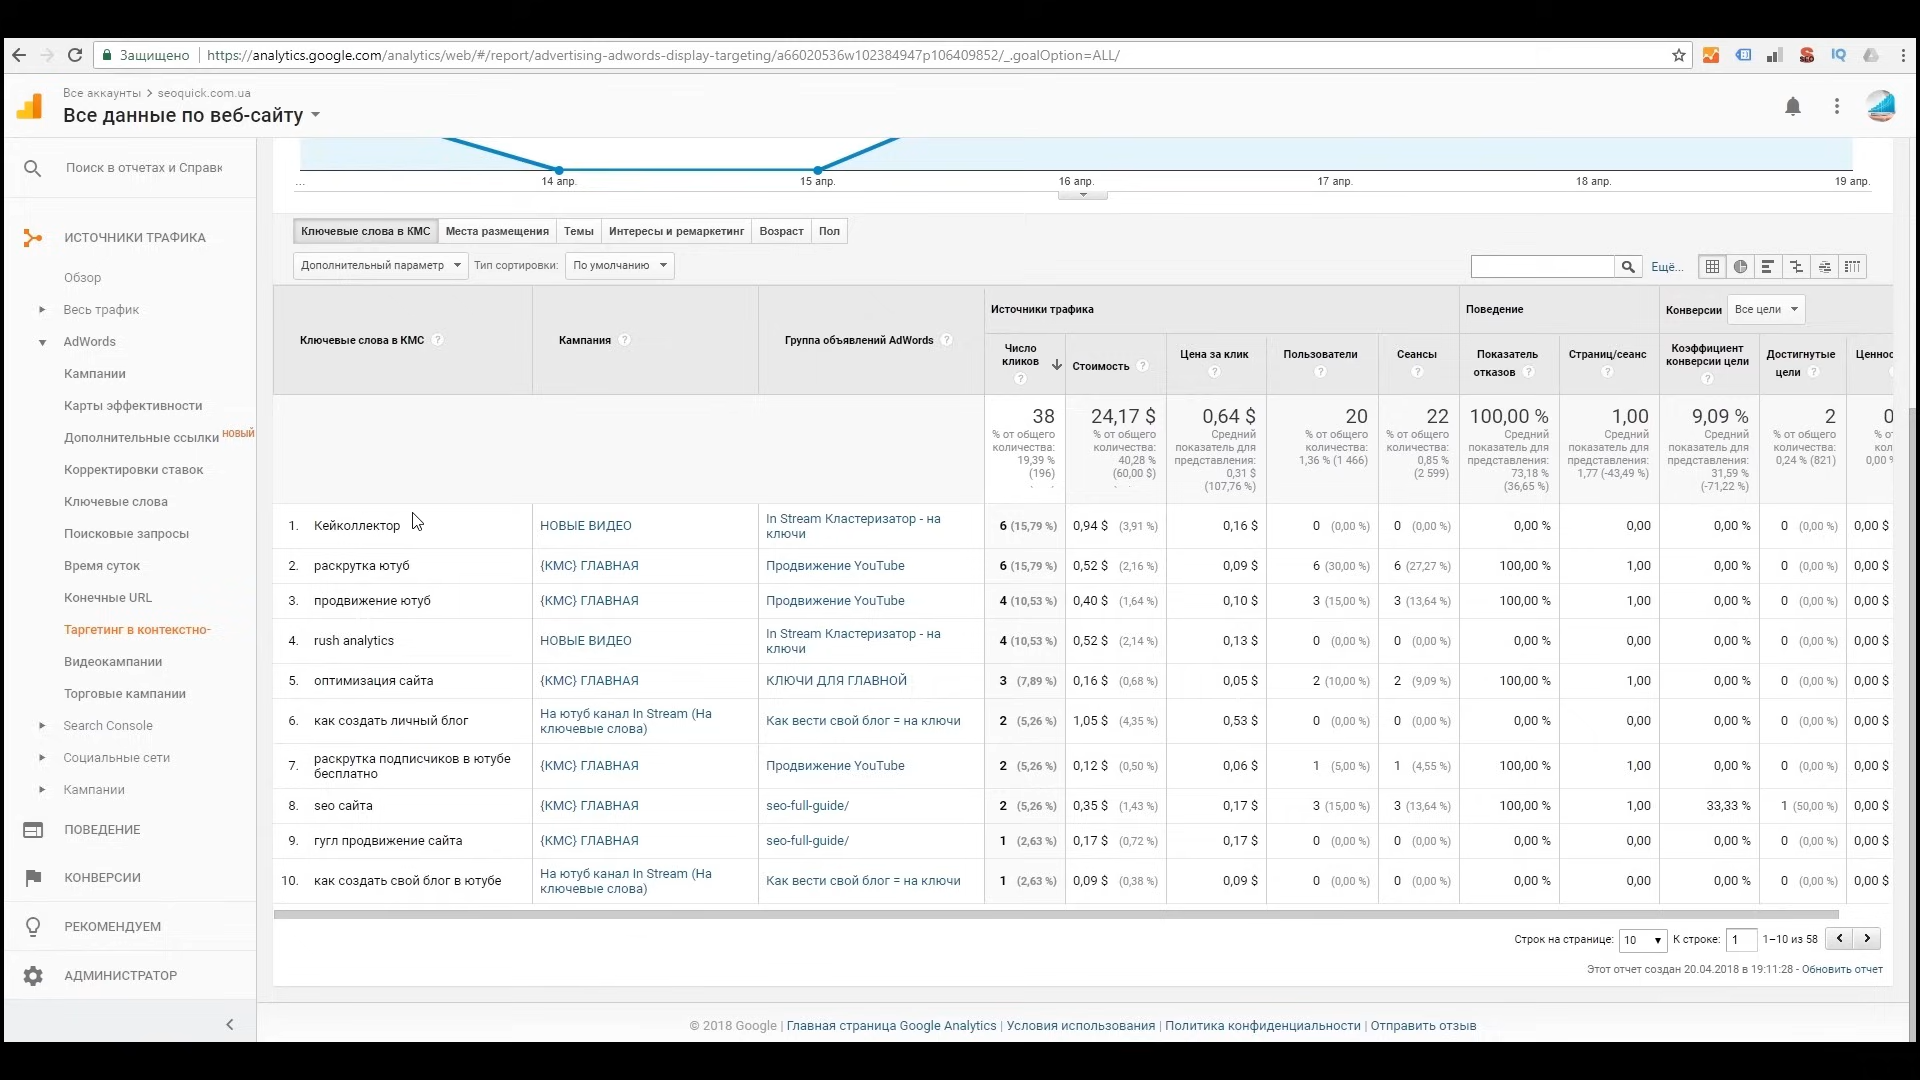 Защищено https://analytics.google.com/analytics/web/#/report/advertising-adwords-display-targeting/a66020536w102384947p106409852/_.goalOption=ALL/
SEO IQ
Все аккаунты > seoquick.com.ua
Все данные по веб-сайту
Поиск в отчетах и Справк
ИСТОЧНИКИ ТРАФИКА
Обзор
Весь трафик
AdWords
Кампании
Карты эффективности
Дополнительные ссылки НОВЫЙ
Корректировки ставок
Ключевые слова
Поисковые запросы
Время суток
Конечные URL
Таргетинг в контекстно-
Видеокампании
Торговые кампании
Search Console
Социальные сети
Кампании
ПОВЕДЕНИЕ
КОНВЕРСИИ
РЕКОМЕНДУЕМ
АДМИНИСТРАТОР
... 14 апр. 15 апр. 16 апр. 17 апр. 18 апр. 19 апр.
Ключевые слова в КМС Места размещения Темы Интересы и ремаркетинг Возраст Пол
Дополнительный параметр Тип сортировки: По умолчанию Ещё...
Источники трафика Поведение Конверсии Все цели
Ключевые слова в КМС ? Кампания ? Группа объявлений AdWords ? Число кликов ? Стоимость ? Цена за клик ? Пользователи ? Сеансы ? Показатель отказов ? Страниц/сеанс ? Коэффициент конверсии цели ? Достигнутые цели ? Ценнос
38 24,17 $ 0,64 $ 20 22 100,00 % 1,00 9,09 % 2 0
% от общего количества: 19,39 % (196)
% от общего количества: 40,28 % (60,00 $)
Средний показатель для представления: 0,31 $ (107,76 %)
% от общего количества: 1,36 % (1 466)
% от общего количества: 0,85 % (2 599)
Средний показатель для представления: 73,18 % (36,65 %)
Средний показатель для представления: 1,77 (-43,49 %)
Средний показатель для представления: 31,59 % (-71,22 %)
% от общего количества: 0,24 % (821)
% от кол 0,00 %
1. Кейколлектор НОВЫЕ ВИДЕО In Stream Кластеризатор - на ключи 6 (15,79 %) 0,94 $ (3,91 %) 0,16 $ 0 (0,00 %) 0 (0,00 %) 0,00 % 0,00 0,00 % 0 (0,00 %) 0,00 $
2. раскрутка ютуб {КМС} ГЛАВНАЯ Продвижение YouTube 6 (15,79 %) 0,52 $ (2,16 %) 0,09 $ 6 (30,00 %) 6 (27,27 %) 100,00 % 1,00 0,00 % 0 (0,00 %) 0,00 $
3. продвижение ютуб {КМС} ГЛАВНАЯ Продвижение YouTube 4 (10,53 %) 0,40 $ (1,64 %) 0,10 $ 3 (15,00 %) 3 (13,64 %) 100,00 % 1,00 0,00 % 0 (0,00 %) 0,00 $
4. rush analytics НОВЫЕ ВИДЕО In Stream Кластеризатор - на ключи 4 (10,53 %) 0,52 $ (2,14 %) 0,13 $ 0 (0,00 %) 0 (0,00 %) 0,00 % 0,00 0,00 % 0 (0,00 %) 0,00 $
5. оптимизация сайта {КМС} ГЛАВНАЯ КЛЮЧИ ДЛЯ ГЛАВНОЙ 3 (7,89 %) 0,16 $ (0,68 %) 0,05 $ 2 (10,00 %) 2 (9,09 %) 100,00 % 1,00 0,00 % 0 (0,00 %) 0,00 $
6. как создать личный блог На ютуб канал In Stream (На ключевые слова) Как вести свой блог = на ключи 2 (5,26 %) 1,05 $ (4,35 %) 0,53 $ 0 (0,00 %) 0 (0,00 %) 0,00 % 0,00 0,00 % 0 (0,00 %) 0,00 $
7. раскрутка подписчиков в ютубе бесплатно {КМС} ГЛАВНАЯ Продвижение YouTube 2 (5,26 %) 0,12 $ (0,50 %) 0,06 $ 1 (5,00 %) 1 (4,55 %) 100,00 % 1,00 0,00 % 0 (0,00 %) 0,00 $
8. seo сайта {КМС} ГЛАВНАЯ seo-full-guide/ 2 (5,26 %) 0,35 $ (1,43 %) 0,17 $ 3 (15,00 %) 3 (13,64 %) 100,00 % 1,00 33,33 % 1 (50,00 %) 0,00 $
9. гугл продвижение сайта {КМС} ГЛАВНАЯ seo-full-guide/ 1 (2,63 %) 0,17 $ (0,72 %) 0,17 $ 0 (0,00 %) 0 (0,00 %) 0,00 % 0,00 0,00 % 0 (0,00 %) 0,00 $
10. как создать свой блог в ютубе На ютуб канал In Stream (На ключевые слова) Как вести свой блог = на ключи 1 (2,63 %) 0,09 $ (0,38 %) 0,09 $ 0 (0,00 %) 0 (0,00 %) 0,00 % 0,00 0,00 % 0 (0,00 %) 0,00 $
Строк на странице: 10 К строке: 1 1–10 из 58
Этот отчет создан 20.04.2018 в 19:11:28 - Обновить отчет
© 2018 Google | Главная страница Google Analytics | Условия использования | Политика конфиденциальности | Отправить отзыв